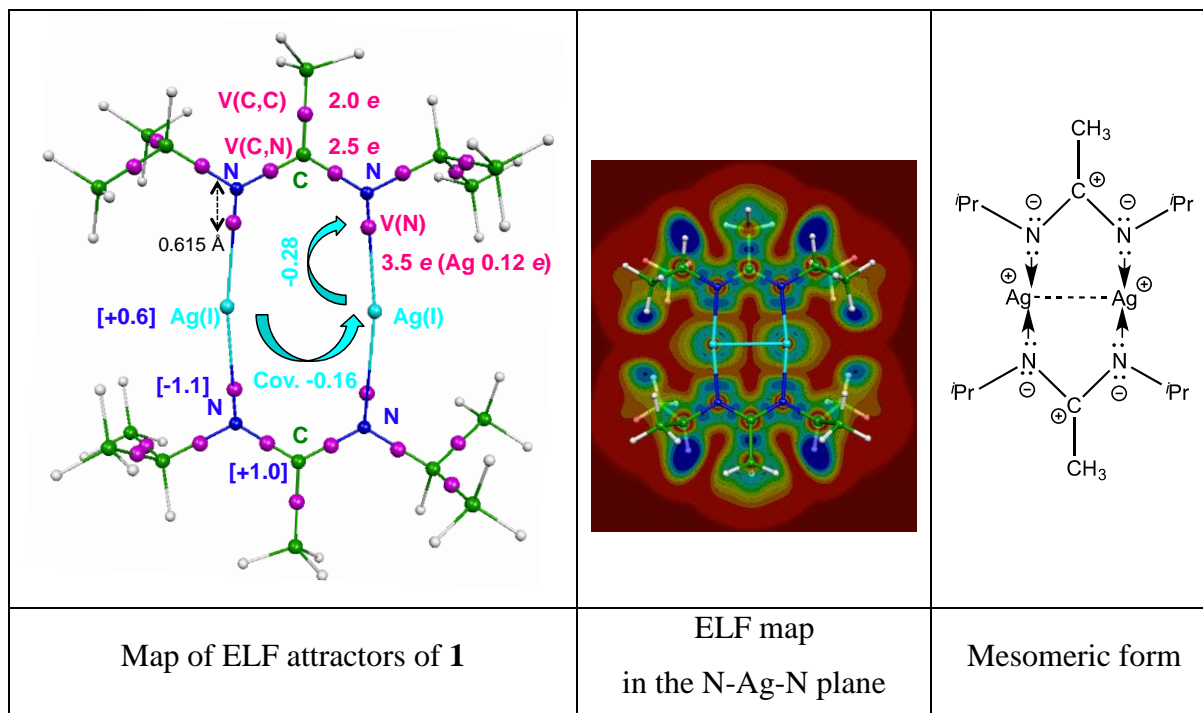 V(C,C) 2.0 e
V(C,N) 2.5 e
N N
C
0.615 Å
V(N)
-0.28
3.5 e (Ag 0.12 e)
[+0.6] Ag(I) Ag(I)
Cov. -0.16
[-1.1]
N C N
[+1.0]
CH3
C +
iPr − − iPr
N N
+ +
Ag Ag
N N
iPr − − iPr
C
+
CH3
Map of ELF attractors of 1
ELF map
in the N-Ag-N plane
Mesomeric form